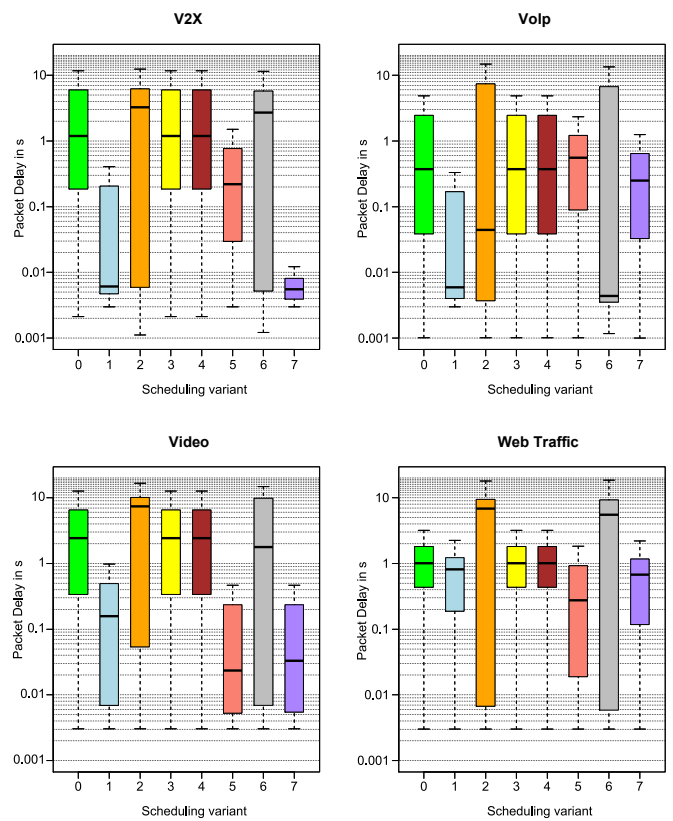 V2X
Packet Delay in s
10
1
0.1
0.01
0.001
0 1 2 3 4 5 6 7
Scheduling variant
VoIp
Packet Delay in s
10
1
0.1
0.01
0.001
0 1 2 3 4 5 6 7
Scheduling variant
Video
Packet Delay in s
10
1
0.1
0.01
0.001
0 1 2 3 4 5 6 7
Scheduling variant
Web Traffic
Packet Delay in s
10
1
0.1
0.01
0.001
0 1 2 3 4 5 6 7
Scheduling variant